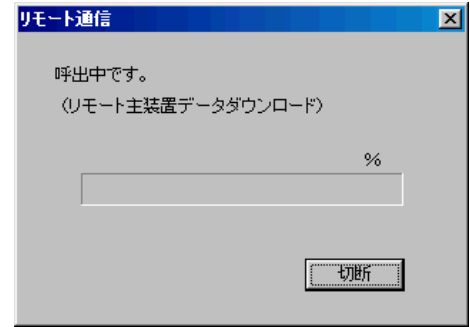 リモート通信
呼出中です。
（リモート主装置データダウンロード）
%
切断